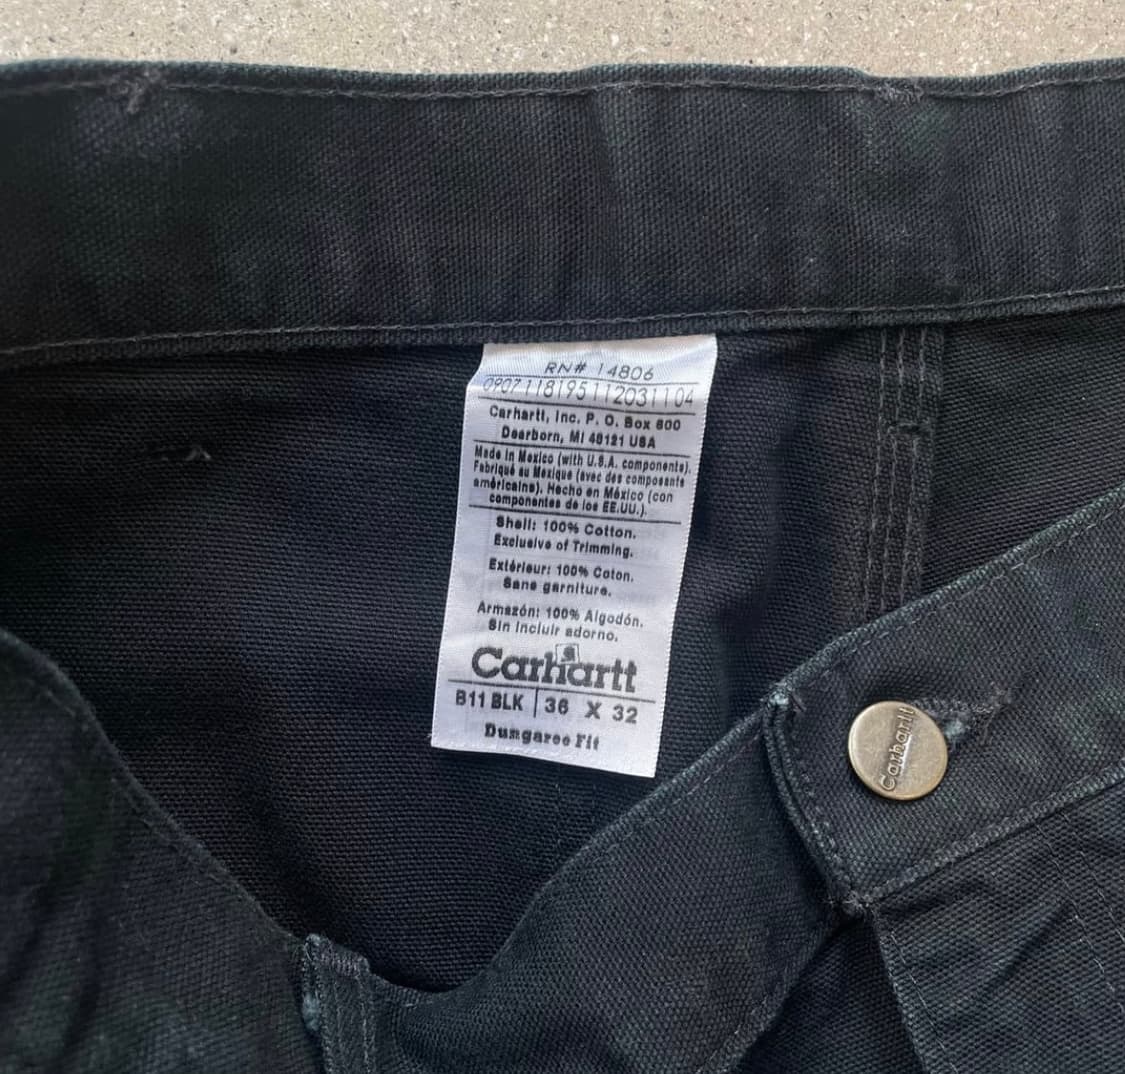 RN# 14806
0907118195112031104
Carhartt, Inc. P. O. Box 600
Dearborn, MI 48121 USA
Made in Mexico (with U.S.A. components).
Fabriqué au Mexique (avec des composants
américains). Hecho en México (con
componentes de los EE.UU.).
Shell: 100% Cotton.
Exclusive of Trimming.
Extérieur: 100% Coton.
Sans garniture.
Armazón: 100% Algodón.
Sin incluir adorno.
Carhartt
B11 BLK 36 X 32
Dungaree Fit
Carhartt